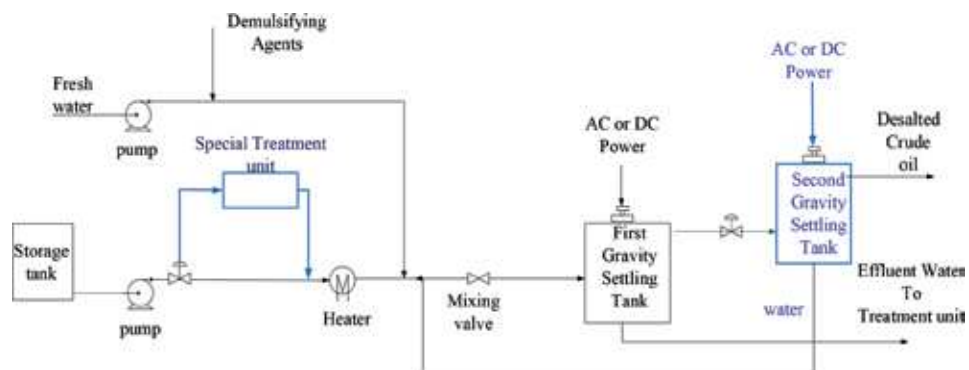 Demulsifying
Agents
Fresh
water
pump
Special Treatment
unit
Storage
tank
pump
M
Heater
Mixing
valve
AC or DC
Power
First
Gravity
Settling
Tank
AC or DC
Power
Second
Gravity
Settling
Tank
Desalted
Crude
oil
water
Effluent Water
To
Treatment unit